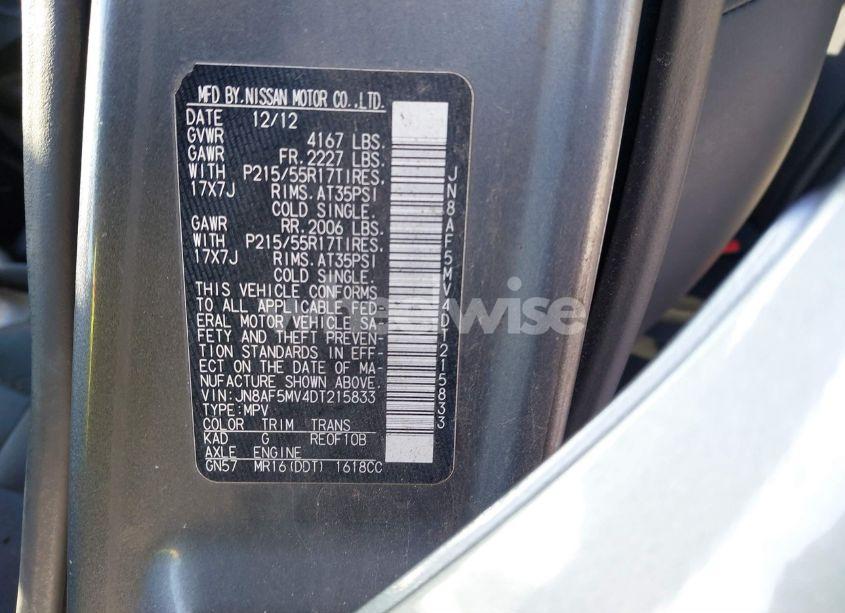 MFD BY.NISSAN MOTOR CO.,LTD.
DATE 12/12
GVWR 4167 LBS.
GAWR FR.2227 LBS.
WITH P215/55R17TIRES,
17X7J RIMS.AT35PSI
COLD SINGLE.
GAWR RR.2006 LBS.
WITH P215/55R17TIRES,
17X7J RIMS.AT35PSI
COLD SINGLE.
THIS VEHICLE CONFORMS
TO ALL APPLICABLE FED-
ERAL MOTOR VEHICLE SA-
FETY AND THEFT PREVEN-
TION STANDARDS IN EFF-
ECT ON THE DATE OF MA-
NUFACTURE SHOWN ABOVE.
VIN:JN8AF5MV4DT215833
TYPE:MPV
COLOR TRIM TRANS
KAD G RE0F10B
AXLE ENGINE
GN57 MR16(DDT) 1618CC
JN8AF5MV4DT215833